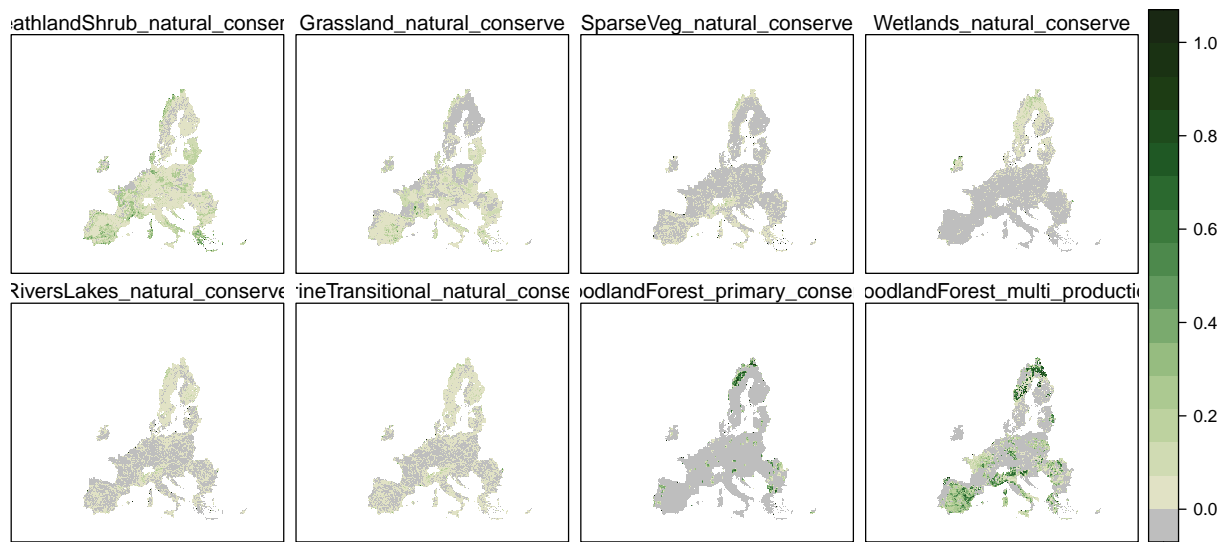 eathlandShrub_natural_conser
Grassland_natural_conserve
SparseVeg_natural_conserve
Wetlands_natural_conserve
RiversLakes_natural_conserve
rineTransitional_natural_conse
oodlandForest_primary_conse
oodlandForest_multi_productio
1.0
0.8
0.6
0.4
0.2
0.0